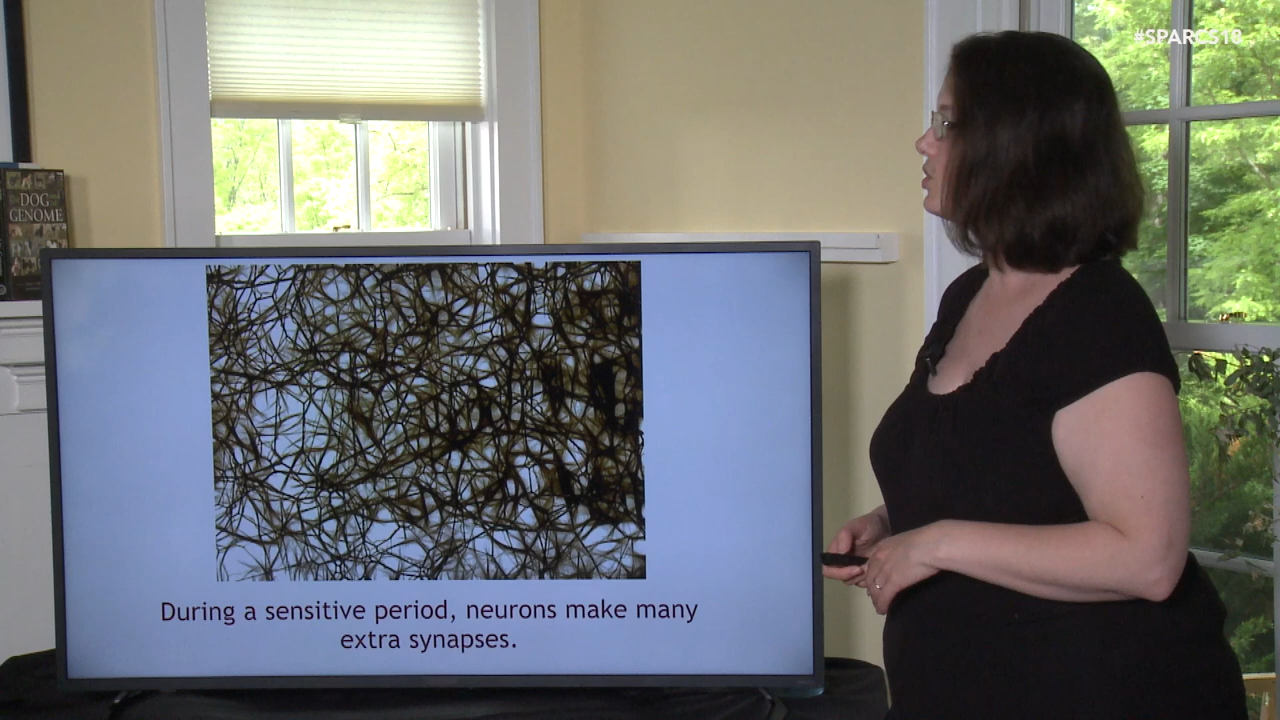 #SPARCS18
DOG
GENOME
During a sensitive period, neurons make many
extra synapses.